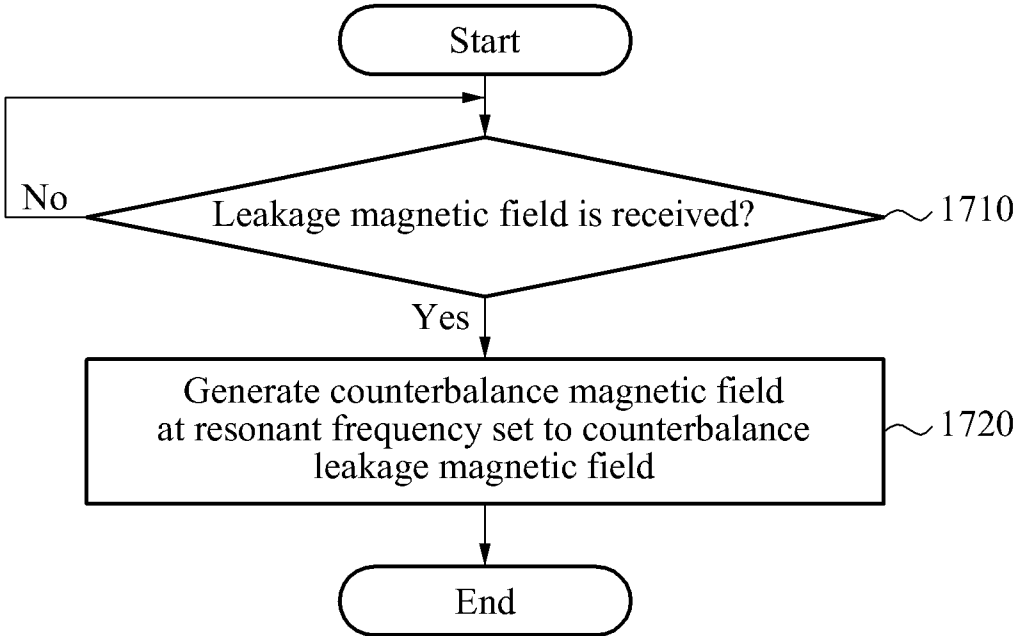 Start
No
Leakage magnetic field is received?
1710
Yes
Generate counterbalance magnetic field
at resonant frequency set to counterbalance
leakage magnetic field
1720
End